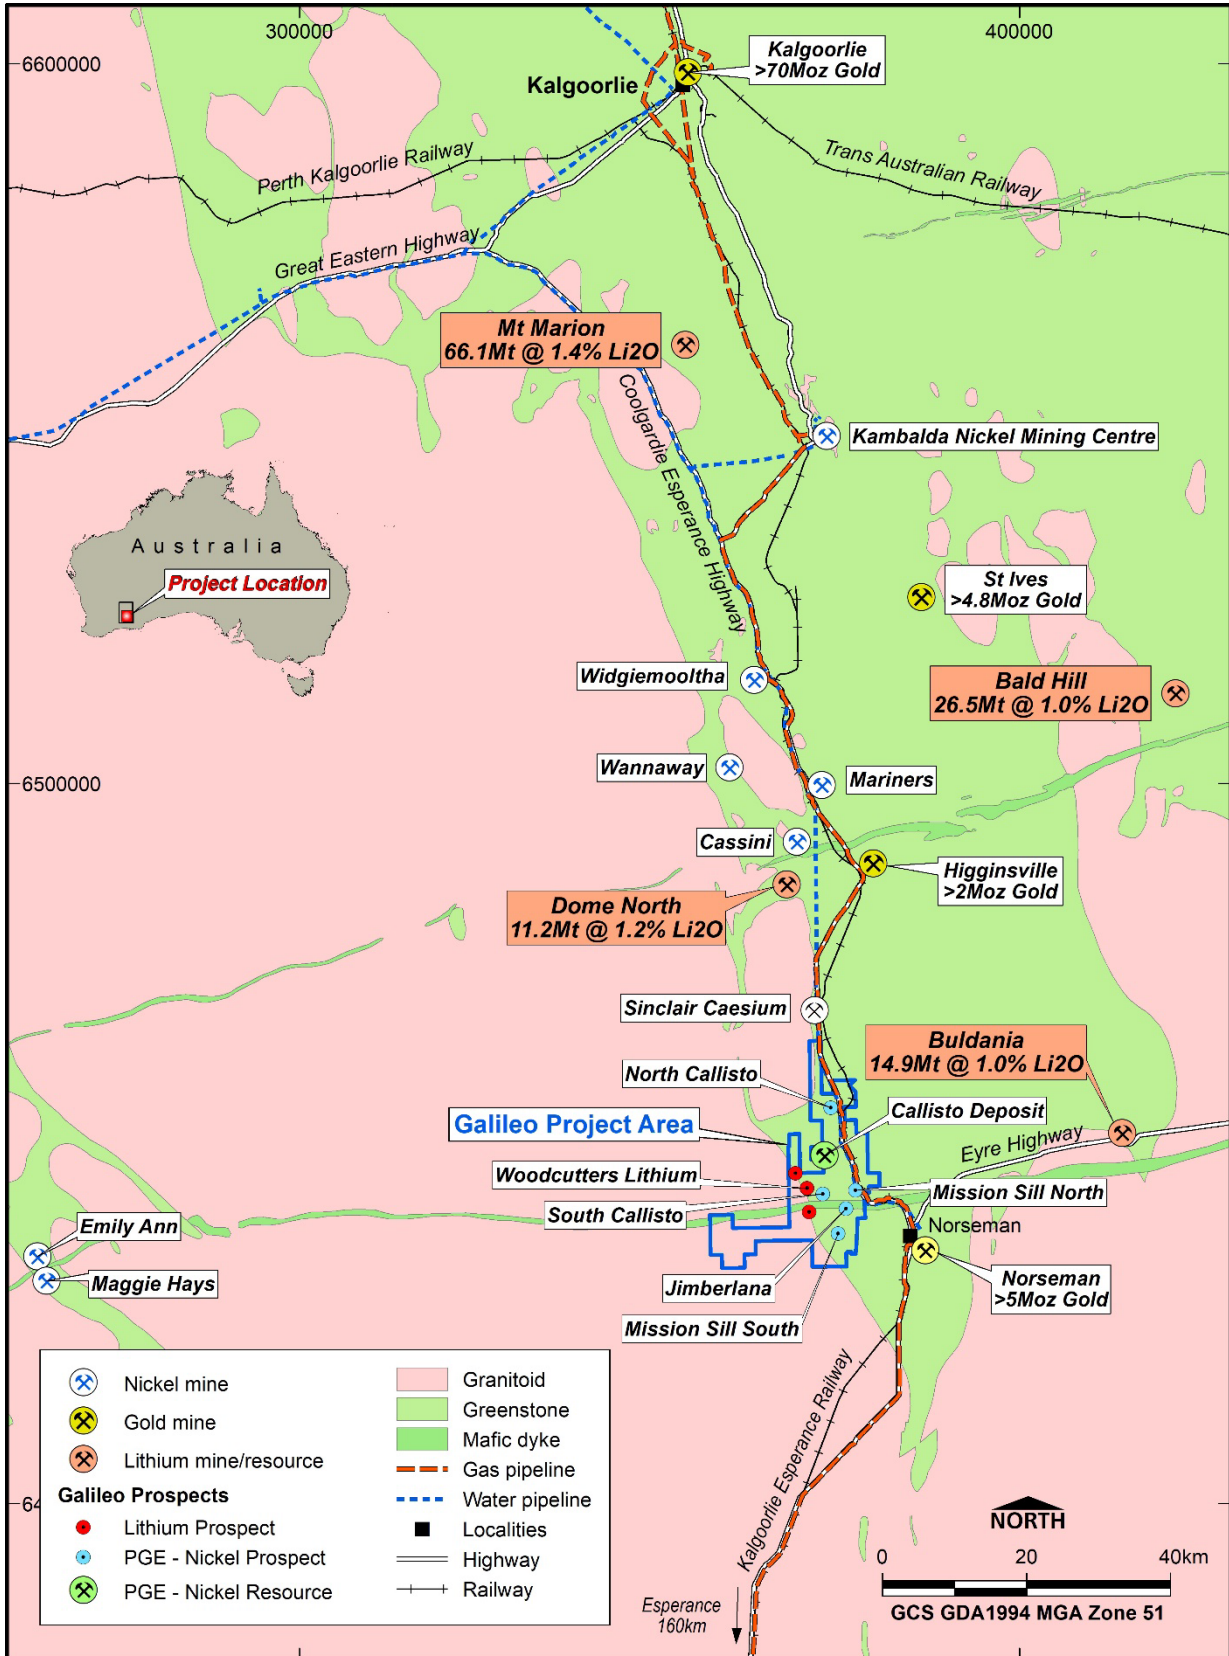 300000
400000
6600000
Kalgoorlie
>70Moz Gold
Kalgoorlie
Perth Kalgoorlie Railway
Trans Australian Railway
Great Eastern Highway
Mt Marion
66.1Mt @ 1.4% Li2O
Coolgardie Esperance Highway
Kambalda Nickel Mining Centre
Australia
Project Location
St Ives
>4.8Moz Gold
Widgiemooltha
Bald Hill
26.5Mt @ 1.0% Li2O
Wannaway
Mariners
6500000
Cassini
Higginsville
>2Moz Gold
Dome North
11.2Mt @ 1.2% Li2O
Sinclair Caesium
Buldania
14.9Mt @ 1.0% Li2O
North Callisto
Callisto Deposit
Galileo Project Area
Eyre Highway
Woodcutters Lithium
Mission Sill North
South Callisto
Norseman
Emily Ann
Maggie Hays
Jimberlana
Norseman
>5Moz Gold
Mission Sill South
Kalgoorlie Esperance Railway
Nickel mine
Gold mine
Lithium mine/resource
Galileo Prospects
Lithium Prospect
PGE - Nickel Prospect
PGE - Nickel Resource
Granitoid
Greenstone
Mafic dyke
Gas pipeline
Water pipeline
Localities
Highway
Railway
64
NORTH
0 20 40km
GCS GDA1994 MGA Zone 51
Esperance
160km